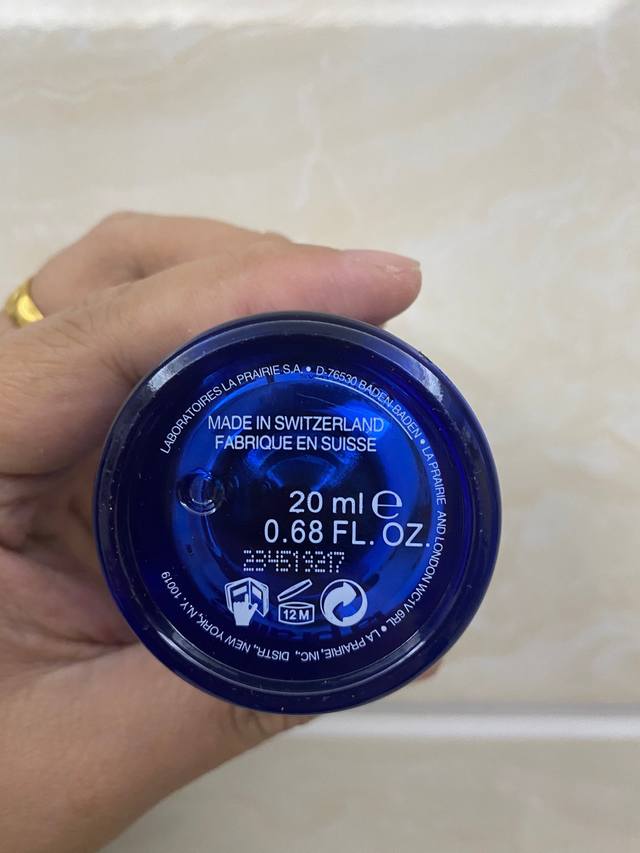 LABORATOIRES LA PRAIRIE S.A. • D-76530 BADEN-BADEN • LA PRAIRIE AND LONDON WC1V 6RL • LA PRAIRIE, INC., DISTR., NEW YORK, N.Y. 10019
MADE IN SWITZERLAND
FABRIQUE EN SUISSE
20 ml e
0.68 FL. OZ.
12 M